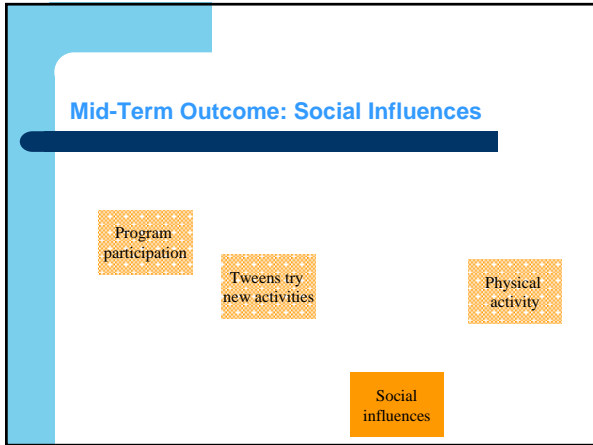 Mid-Term Outcome: Social Influences
Program
participation
Tweens try
new activities
Physical
activity
Social
influences